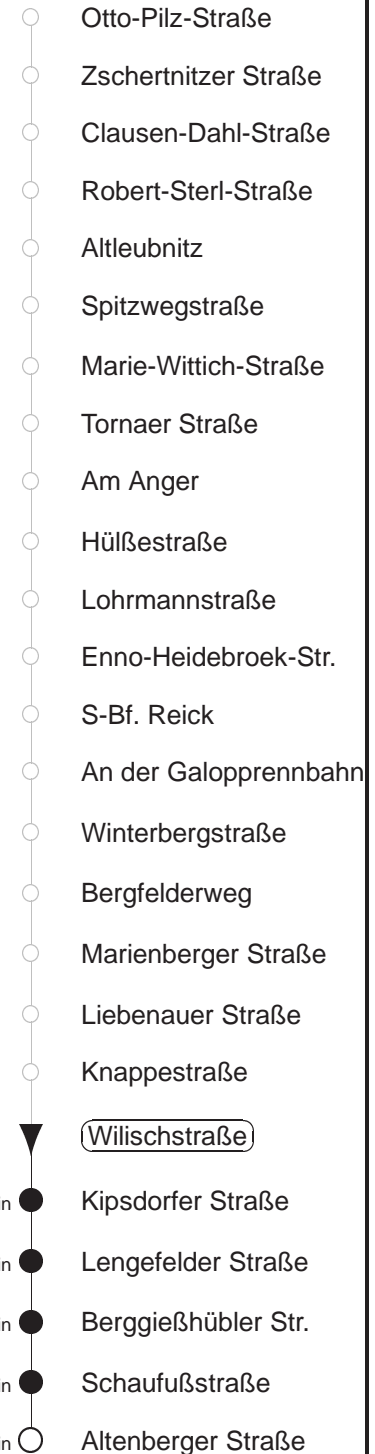 Otto-Pilz-Straße
Zschertnitzer Straße
Clausen-Dahl-Straße
Robert-Sterl-Straße
Altleubnitz
Spitzwegstraße
Marie-Wittich-Straße
Tornaer Straße
Am Anger
Hülßestraße
Lohrmannstraße
Enno-Heidebroek-Str.
S-Bf. Reick
An der Galopprennbahn
Winterbergstraße
Bergfelderweg
Marienberger Straße
Liebenauer Straße
Knappestraße
Wilischstraße
Kipsdorfer Straße
Lengefelder Straße
Berggießhübler Str.
Schaufußstraße
Altenberger Straße